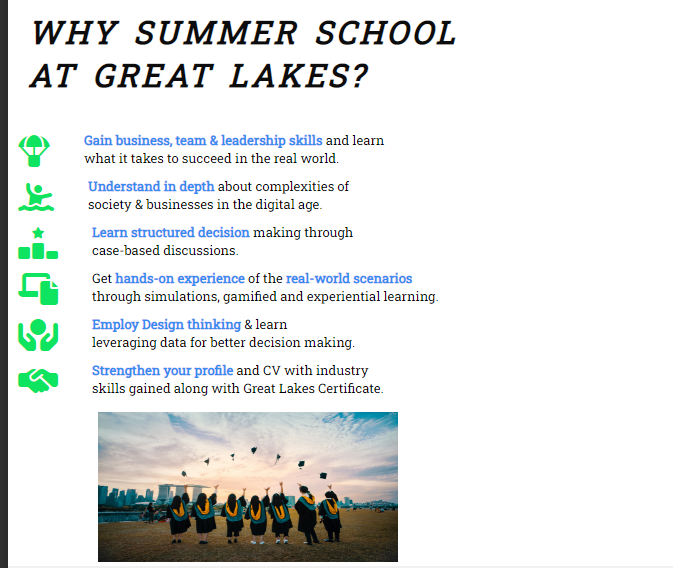 WHY SUMMER SCHOOL
AT GREAT LAKES?
Gain business, team & leadership skills and learn
what it takes to succeed in the real world.
Understand in depth about complexities of
society & businesses in the digital age.
Learn structured decision making through
case-based discussions.
Get hands-on experience of the real-world scenarios
through simulations, gamified and experiential learning.
Employ Design thinking & learn
leveraging data for better decision making.
Strengthen your profile and CV with industry
skills gained along with Great Lakes Certificate.